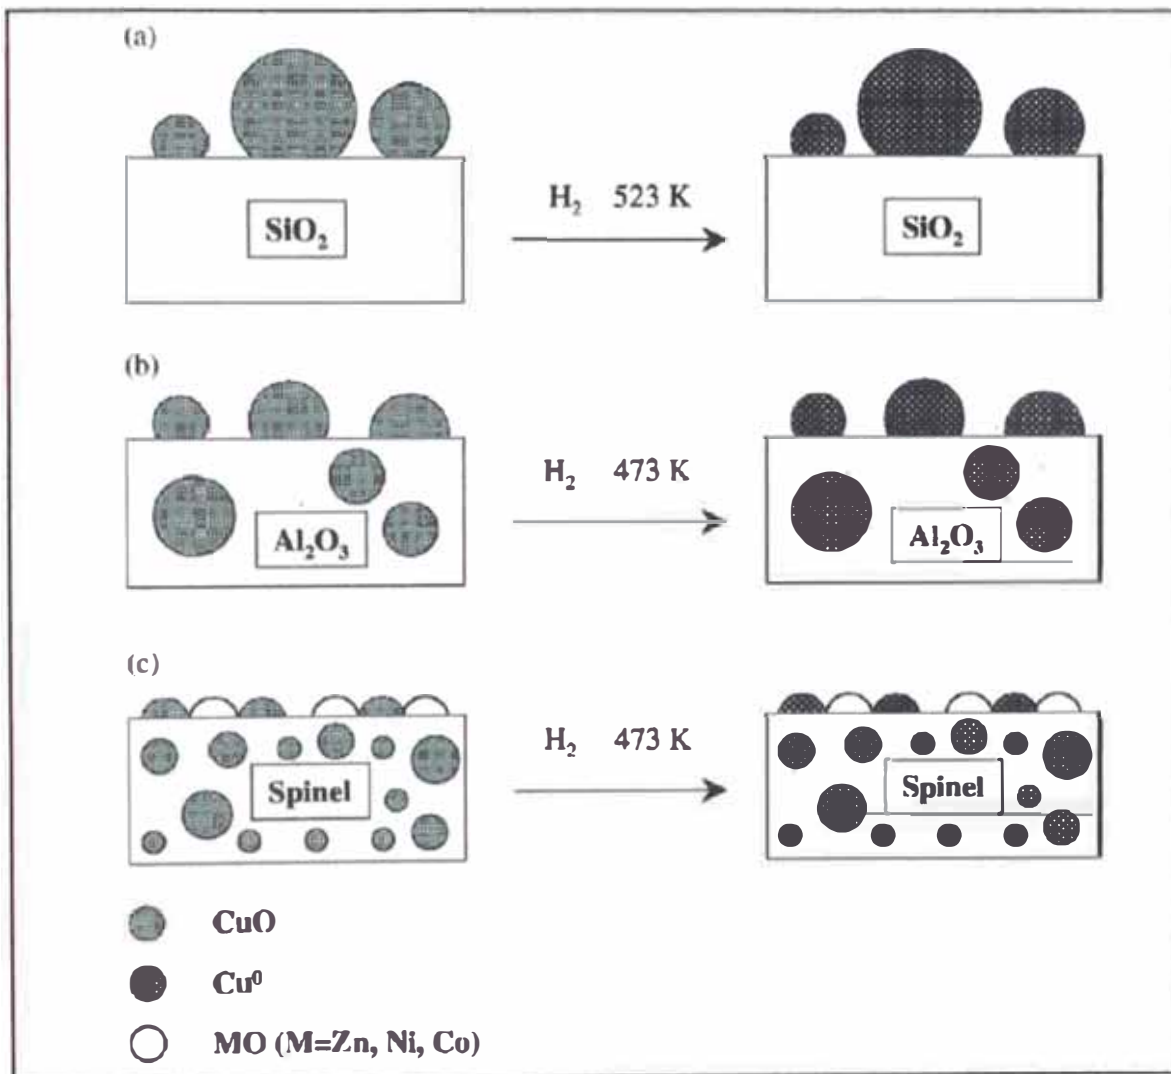 (a)
SiO₂
H₂ 523 K
SiO₂
(b)
Al₂O₃
H₂ 473 K
Al₂O₃
(c)
Spinel
H₂ 473 K
Spinel
CuO
Cu⁰
MO (M=Zn, Ni, Co)